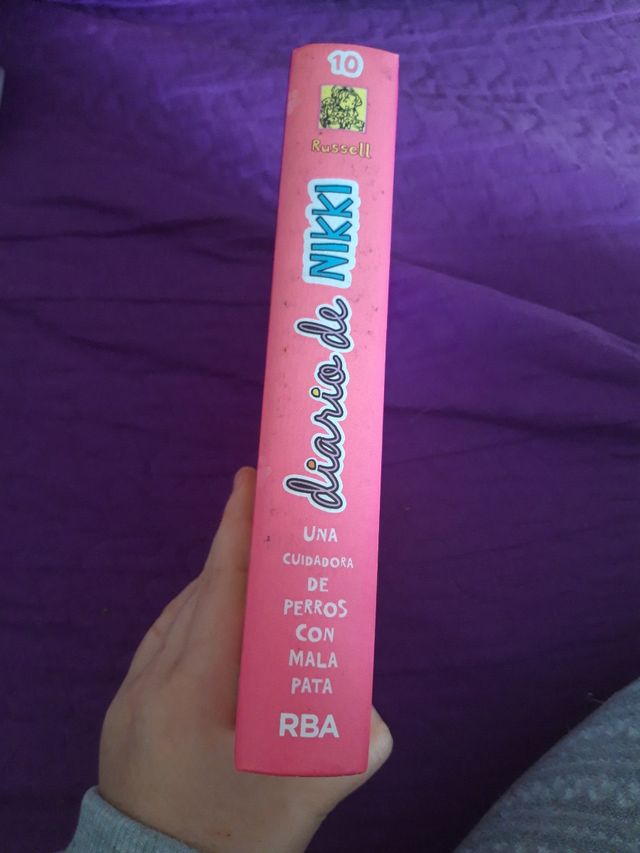 10
Russell
diario de NIKKI
UNA
CUIDADORA
DE
PERROS
CON
MALA
PATA
RBA